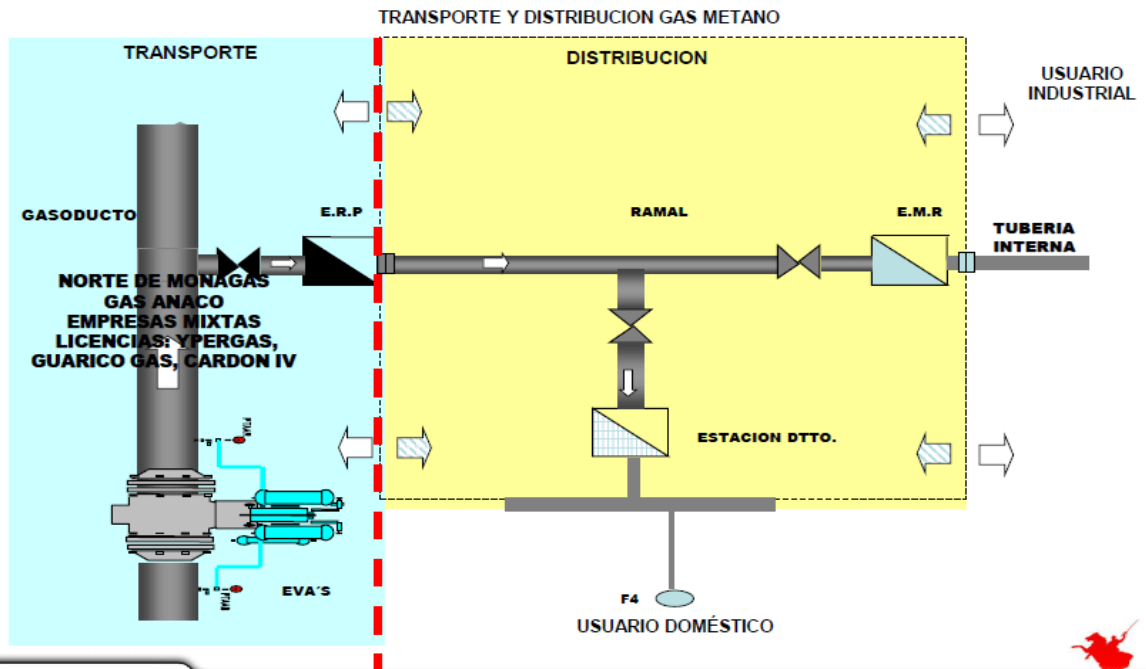 TRANSPORTE Y DISTRIBUCION GAS METANO
TRANSPORTE
DISTRIBUCION
USUARIO
INDUSTRIAL
GASODUCTO
E.R.P
RAMAL
E.M.R
TUBERIA
INTERNA
NORTE DE MONAGAS
GAS ANACO
EMPRESAS MIXTAS
LICENCIAS: YPERGAS,
GUARICO GAS, CARDON IV
ESTACION DTTO.
EVA´S
F4
USUARIO DOMÉSTICO